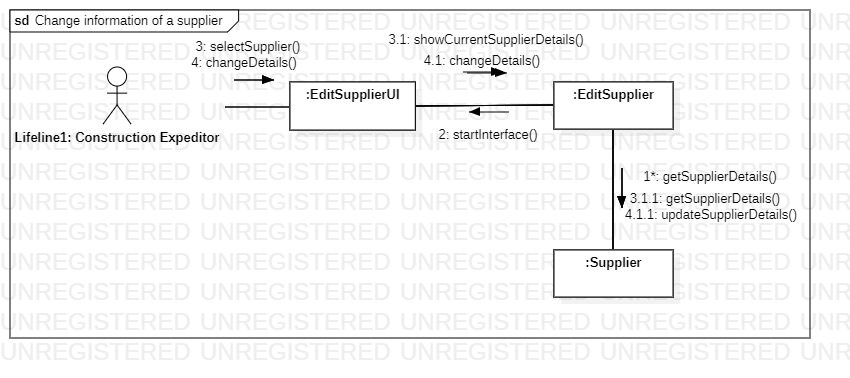 sd Change information of a supplier
3: selectSupplier()
4: changeDetails()
3.1: showCurrentSupplierDetails()
4.1: changeDetails()
:EditSupplierUI
:EditSupplier
Lifeline1: Construction Expeditor
2: startInterface()
1*: getSupplierDetails()
3.1.1: getSupplierDetails()
4.1.1: updateSupplierDetails()
:Supplier
UNREGISTERED UNREGISTERED UNREGISTERED UNREGISTERED UNR